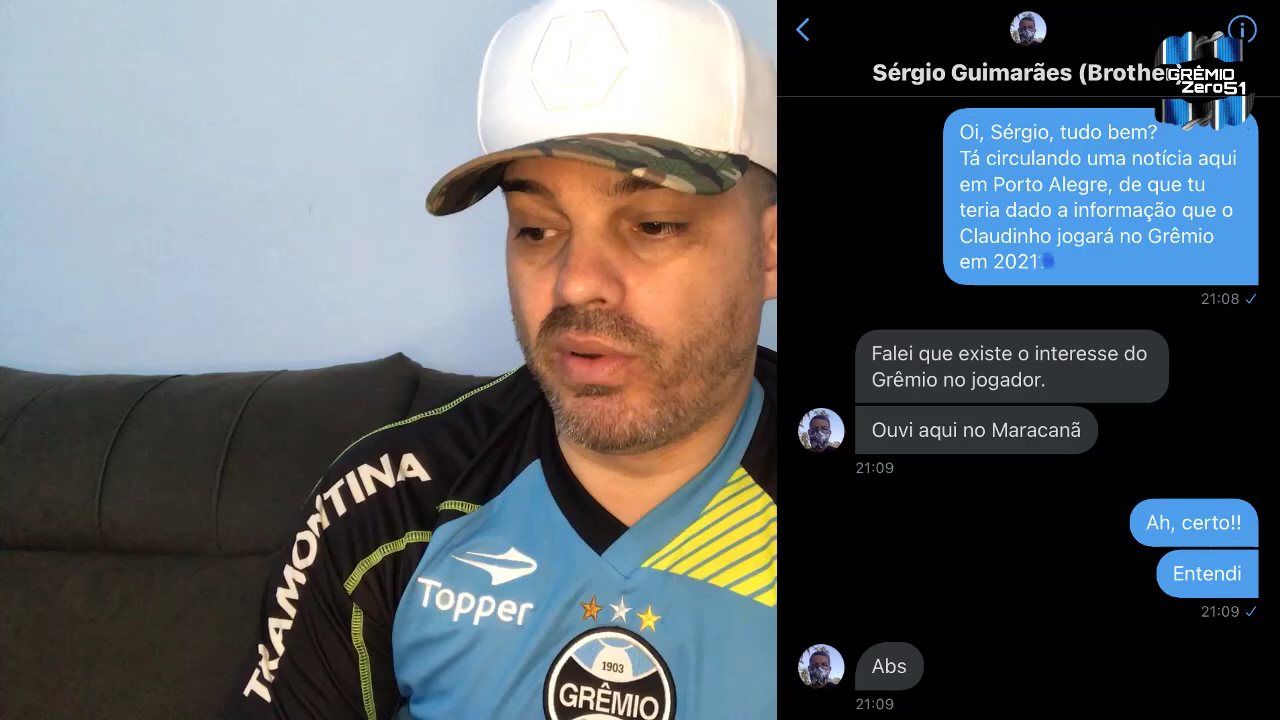 TRAMONTINA
Topper
1903
GRÊMIO
Sérgio Guimarães (Brother)
GRÊMIO
Zero51
Oi, Sérgio, tudo bem?
Tá circulando uma notícia aqui
em Porto Alegre, de que tu
teria dado a informação que o
Claudinho jogará no Grêmio
em 2021
21:08
Falei que existe o interesse do
Grêmio no jogador.
Ouvi aqui no Maracanã
21:09
Ah, certo!!
Entendi
21:09
Abs
21:09